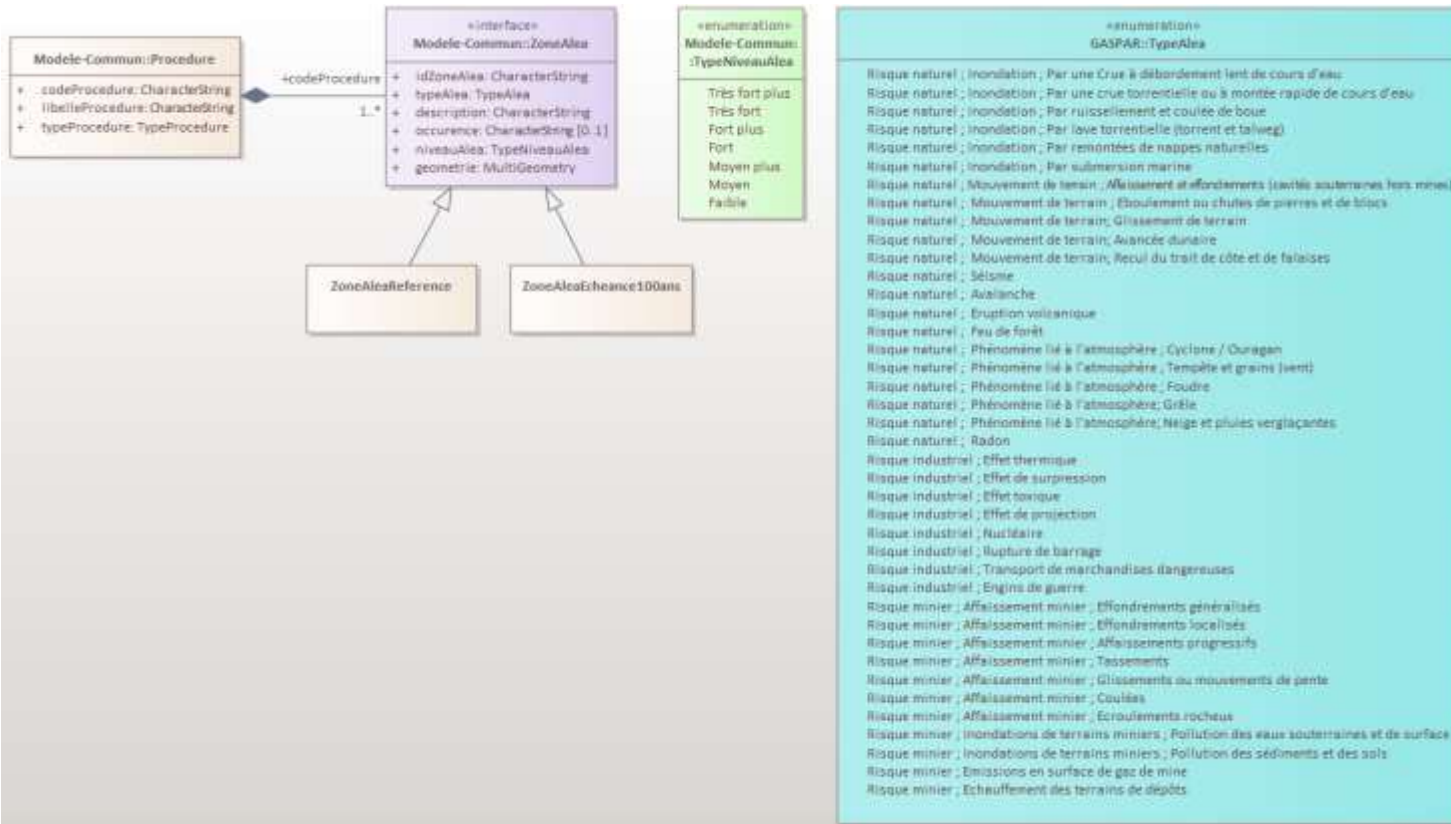 Modele-Commun::Procedure
+ codeProcedure: CharacterString
+ libelleProcedure: CharacterString
+ typeProcedure: TypeProcedure
+codeProcedure
1..*
«interface»
Modele-Commun::ZoneAlea
+ idZoneAlea: CharacterString
+ typeAlea: TypeAlea
+ description: CharacterString
+ occurence: CharacterString [0..1]
+ niveauAlea: TypeNiveauAlea
+ geometrie: MultiGeometry
ZoneAleaReference
ZoneAleaEcheance100ans
«enumeration»
Modele-Commun:
:TypeNiveauAlea
Très fort plus
Très fort
Fort plus
Fort
Moyen plus
Moyen
Faible
«enumeration»
GASPAR::TypeAlea
Risque naturel ; Inondation ; Par une Crue à débordement lent de cours d'eau
Risque naturel ; Inondation ; Par une crue torrentielle ou à montée rapide de cours d'eau
Risque naturel ; Inondation ; Par ruissellement et coulée de boue
Risque naturel ; Inondation ; Par lave torrentielle (torrent et talweg)
Risque naturel ; Inondation ; Par remontées de nappes naturelles
Risque naturel ; Inondation ; Par submersion marine
Risque naturel ; Mouvement de terrain ; Affaissement et effondements (cavités souterraines hors mines)
Risque naturel ; Mouvement de terrain ; Eboulement ou chutes de pierres et de blocs
Risque naturel ; Mouvement de terrain; Glissement de terrain
Risque naturel ; Mouvement de terrain; Avancée dunaire
Risque naturel ; Mouvement de terrain; Recul du trait de côte et de falaises
Risque naturel ; Séisme
Risque naturel ; Avalanche
Risque naturel ; Eruption volcanique
Risque naturel ; Feu de forêt
Risque naturel ; Phénomène lié à l'atmosphère ; Cyclone / Ouragan
Risque naturel ; Phénomène lié à l'atmosphère ; Tempête et grains (vent)
Risque naturel ; Phénomène lié à l'atmosphère ; Foudre
Risque naturel ; Phénomène lié à l'atmosphère; Grêle
Risque naturel ; Phénomène lié à l'atmosphère; Neige et pluies verglaçantes
Risque naturel ; Radon
Risque industriel ; Effet thermique
Risque industriel ; Effet de surpression
Risque industriel ; Effet toxique
Risque industriel ; Effet de projection
Risque industriel ; Nucléaire
Risque industriel ; Rupture de barrage
Risque industriel ; Transport de marchandises dangereuses
Risque industriel ; Engins de guerre
Risque minier ; Affaissement minier ; Effondrements généralisés
Risque minier ; Affaissement minier ; Effondrements localisés
Risque minier ; Affaissement minier ; Affaissements progressifs
Risque minier ; Affaissement minier ; Tassements
Risque minier ; Affaissement minier ; Glissements ou mouvements de pente
Risque minier ; Affaissement minier ; Coulées
Risque minier ; Affaissement minier ; Ecroulements rocheux
Risque minier ; Inondations de terrains miniers ; Pollution des eaux souterraines et de surface
Risque minier ; Inondations de terrains miniers ; Pollution des sédiments et des sols
Risque minier ; Emissions en surface de gaz de mine
Risque minier ; Echauffement des terrains de dépôts